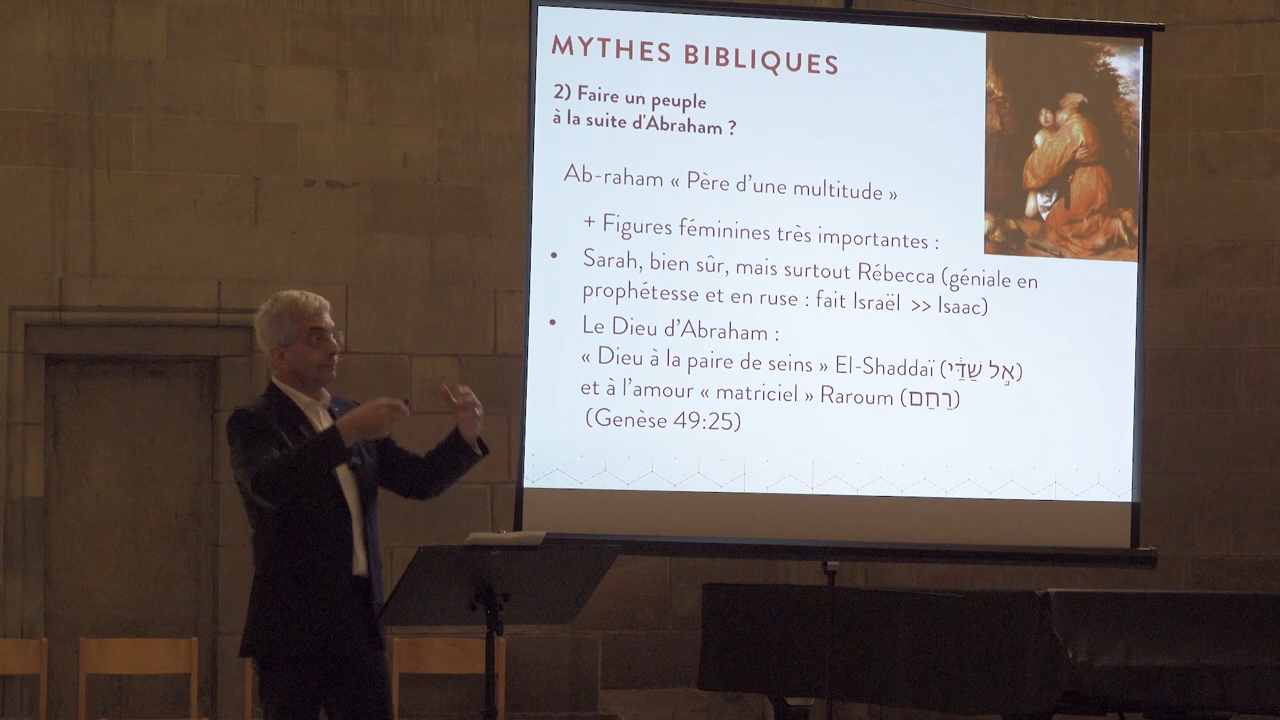 MYTHES BIBLIQUES
2) Faire un peuple
à la suite d'Abraham ?
Ab-raham « Père d'une multitude »
+ Figures féminines très importantes :
• Sarah, bien sûr, mais surtout Rébecca (géniale en
prophétesse et en ruse : fait Israël >> Isaac)
• Le Dieu d'Abraham :
« Dieu à la paire de seins » El-Shaddaï (אֵ֣ל שַׁדַּ֔י)
et à l'amour « matriciel » Raroum (רַחַם)
(Genèse 49:25)